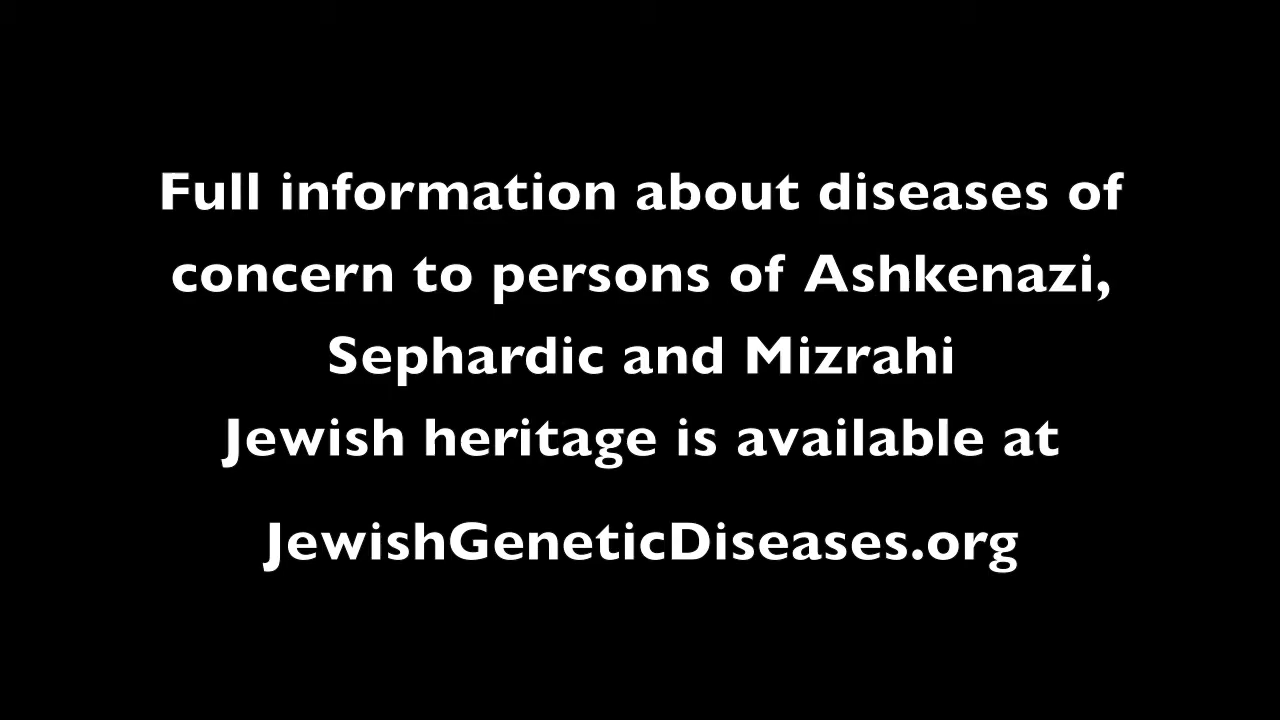 Full information about diseases of
concern to persons of Ashkenazi,
Sephardic and Mizrahi
Jewish heritage is available at
JewishGeneticDiseases.org